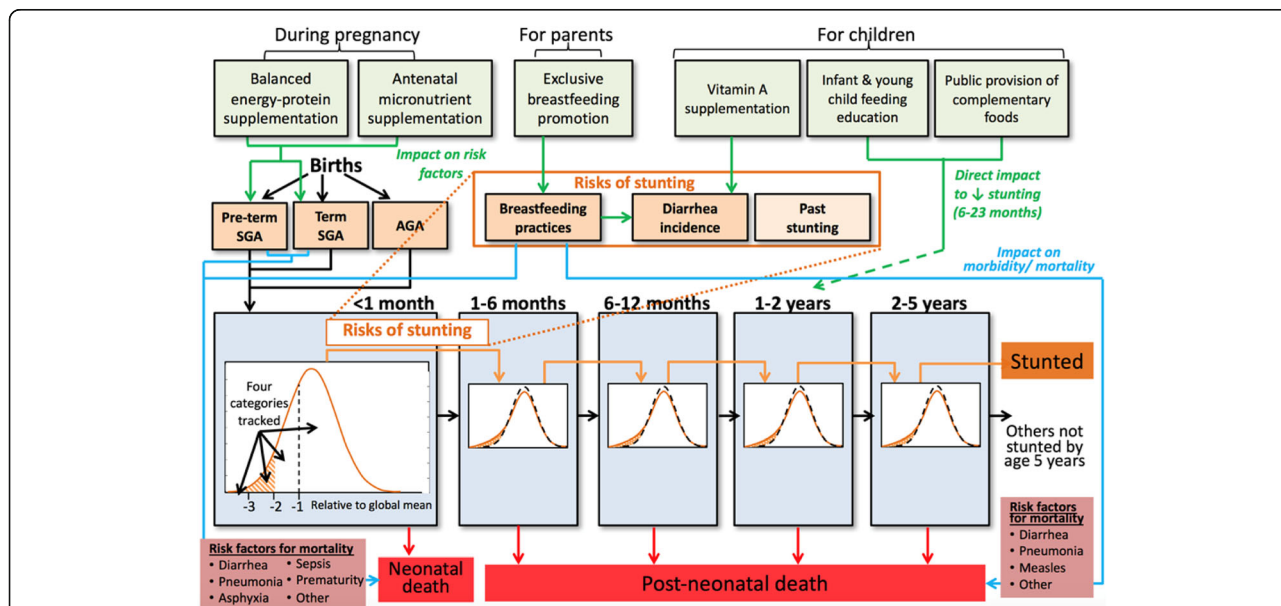 During pregnancy
For parents
For children
Balanced
energy-protein
supplementation
Antenatal
micronutrient
supplementation
Exclusive
breastfeeding
promotion
Vitamin A
supplementation
Infant & young
child feeding
education
Public provision of
complementary
foods
Impact on risk
factors
Births
Risks of stunting
Direct impact
to ↓ stunting
(6-23 months)
Pre-term
SGA
Term
SGA
AGA
Breastfeeding
practices
Diarrhea
incidence
Past
stunting
Impact on
morbidity/ mortality
<1 month
1-6 months
6-12 months
1-2 years
2-5 years
Risks of stunting
Stunted
Four
categories
tracked
-3 -2 -1 Relative to global mean
Others not
stunted by
age 5 years
Risk factors for mortality
• Diarrhea • Sepsis
• Pneumonia • Prematurity
• Asphyxia • Other
Neonatal
death
Post-neonatal death
Risk factors
for mortality
• Diarrhea
• Pneumonia
• Measles
• Other